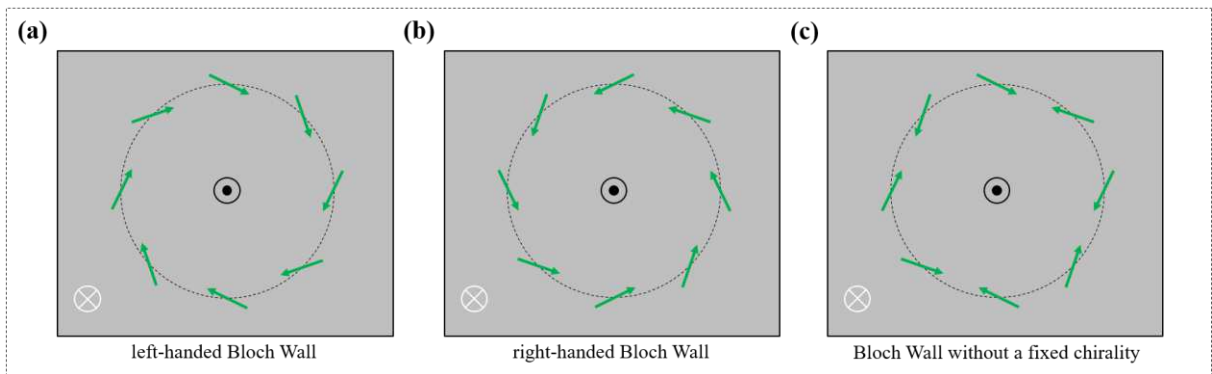 (a)
(b)
(c)
left-handed Bloch Wall
right-handed Bloch Wall
Bloch Wall without a fixed chirality